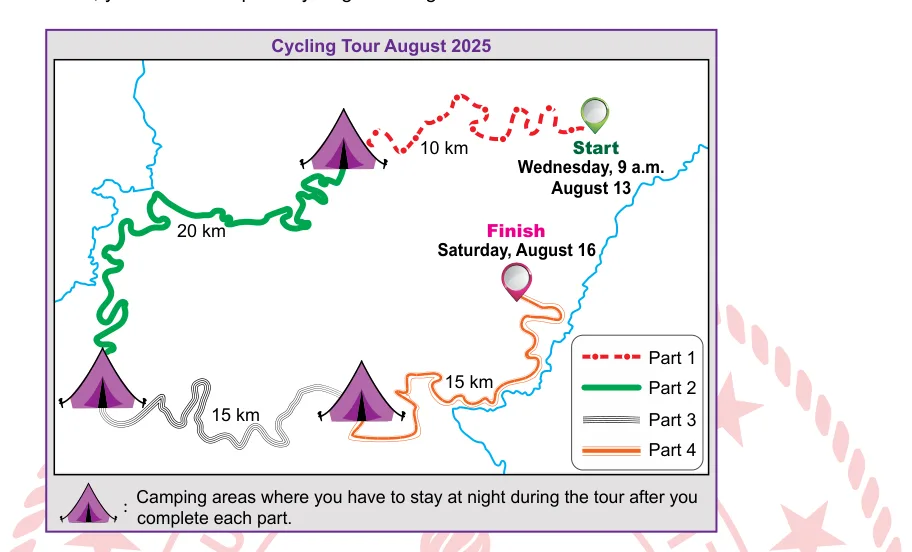 Cycling Tour August 2025
10 km
Start
Wednesday, 9 a.m.
August 13
20 km
Finish
Saturday, August 16
15 km
15 km
Part 1
Part 2
Part 3
Part 4
: Camping areas where you have to stay at night during the tour after you
complete each part.